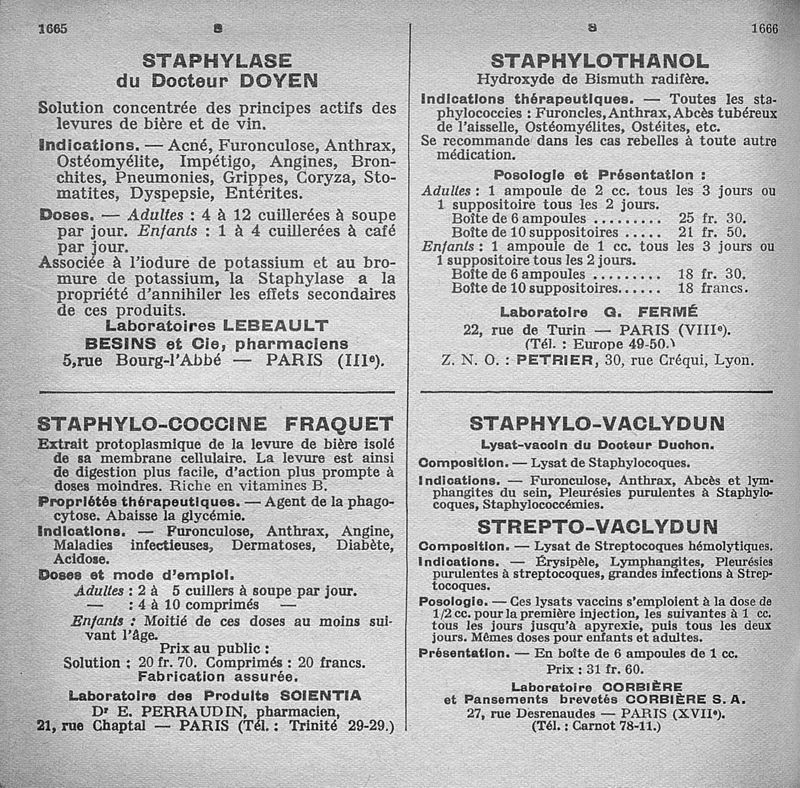 1665 S
STAPHYLASE
du Docteur DOYEN
Solution concentrée des principes actifs des
levures de bière et de vin.
Indications. — Acné, Furonculose, Anthrax,
Ostéomyélite, Impétigo, Angines, Bron-
chites, Pneumonies, Grippes, Coryza, Sto-
matites, Dyspepsie, Entérites.
Doses. — Adultes : 4 à 12 cuillerées à soupe
par jour. Enfants : 1 à 4 cuillerées à café
par jour.
Associée à l'iodure de potassium et au bro-
mure de potassium, la Staphylase a la
propriété d'annihiler les effets secondaires
de ces produits.
Laboratoires LEBEAULT
BESINS et Cie, pharmaciens
5,rue Bourg-l'Abbé — PARIS (IIIe).
STAPHYLO-COCCINE FRAQUET
Extrait protoplasmique de la levure de bière isolé
de sa membrane cellulaire. La levure est ainsi
de digestion plus facile, d'action plus prompte à
doses moindres. Riche en vitamines B.
Propriétés thérapeutiques. — Agent de la phago-
cytose. Abaisse la glycémie.
Indications. — Furonculose, Anthrax, Angine,
Maladies infectieuses, Dermatoses, Diabète,
Acidose.
Doses et mode d'emploi.
Adultes : 2 à 5 cuillers à soupe par jour.
— : 4 à 10 comprimés —
Enfants : Moitié de ces doses au moins sui-
vant l'âge.
Prix au public :
Solution : 20 fr. 70. Comprimés : 20 francs.
Fabrication assurée.
Laboratoire des Produits SCIENTIA
Dr E. PERRAUDIN, pharmacien,
21, rue Chaptal — PARIS (Tél. : Trinité 29-29.)
S 1666
STAPHYLOTHANOL
Hydroxyde de Bismuth radifère.
Indications thérapeutiques. — Toutes les sta-
phylococcies : Furoncles, Anthrax, Abcès tubéreux
de l'aisselle, Ostéomyélites, Ostéites, etc.
Se recommande dans les cas rebelles à toute autre
médication.
Posologie et Présentation :
Adultes : 1 ampoule de 2 cc. tous les 3 jours ou
1 suppositoire tous les 2 jours.
Boîte de 6 ampoules ......... 25 fr. 30.
Boîte de 10 suppositoires ..... 21 fr. 50.
Enfants : 1 ampoule de 1 cc. tous les 3 jours ou
1 suppositoire tous les 2 jours.
Boîte de 6 ampoules ......... 18 fr. 30.
Boîte de 10 suppositoires...... 18 francs.
Laboratoire G. FERMÉ
22, rue de Turin — PARIS (VIIIe).
(Tél. : Europe 49-50.)
Z. N. O. : PETRIER, 30, rue Créqui, Lyon.
STAPHYLO-VACLYDUN
Lysat-vaccin du Docteur Duchon.
Composition. — Lysat de Staphylocoques.
Indications. — Furonculose, Anthrax, Abcès et lym-
phangites du sein, Pleurésies purulentes à Staphylo-
coques, Staphylococcémies.
STREPTO-VACLYDUN
Composition. — Lysat de Streptocoques hémolytiques.
Indications. — Érysipèle, Lymphangites, Pleurésies
purulentes à streptocoques, grandes infections à Strep-
tocoques.
Posologie. — Ces lysats vaccins s'emploient à la dose de
1/2 cc. pour la première injection, les suivantes à 1 cc.
tous les jours jusqu'à apyrexie, puis tous les deux
jours. Mêmes doses pour enfants et adultes.
Présentation. — En boîte de 6 ampoules de 1 cc.
Prix : 31 fr. 60.
Laboratoire CORBIÈRE
et Pansements brevetés CORBIÈRE S. A.
27, rue Desrenaudes — PARIS (XVIIe).
(Tél. : Carnot 78-11.)